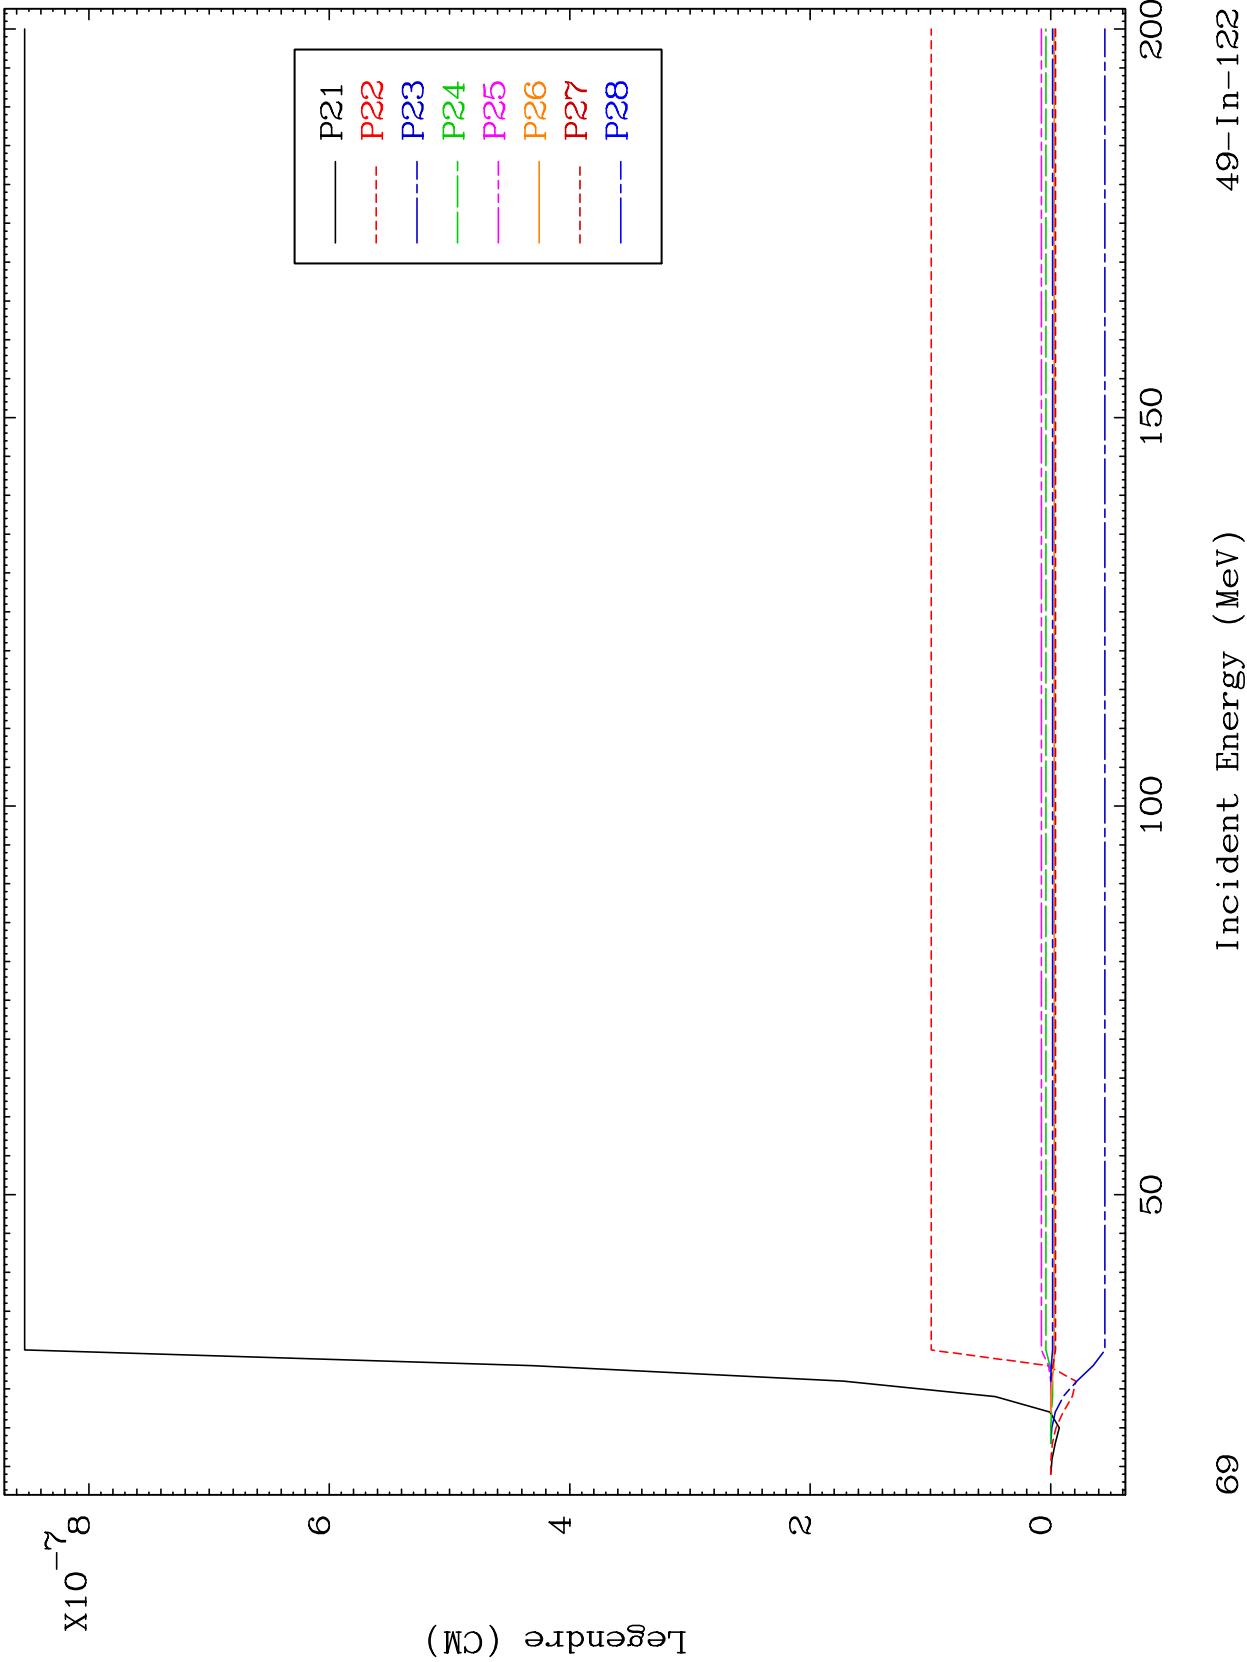 X10-7
8
6
4
2
0
Legendre (CM)
P21
P22
P23
P24
P25
P26
P27
P28
50
100
150
200
69
Incident Energy (MeV)
49-In-122